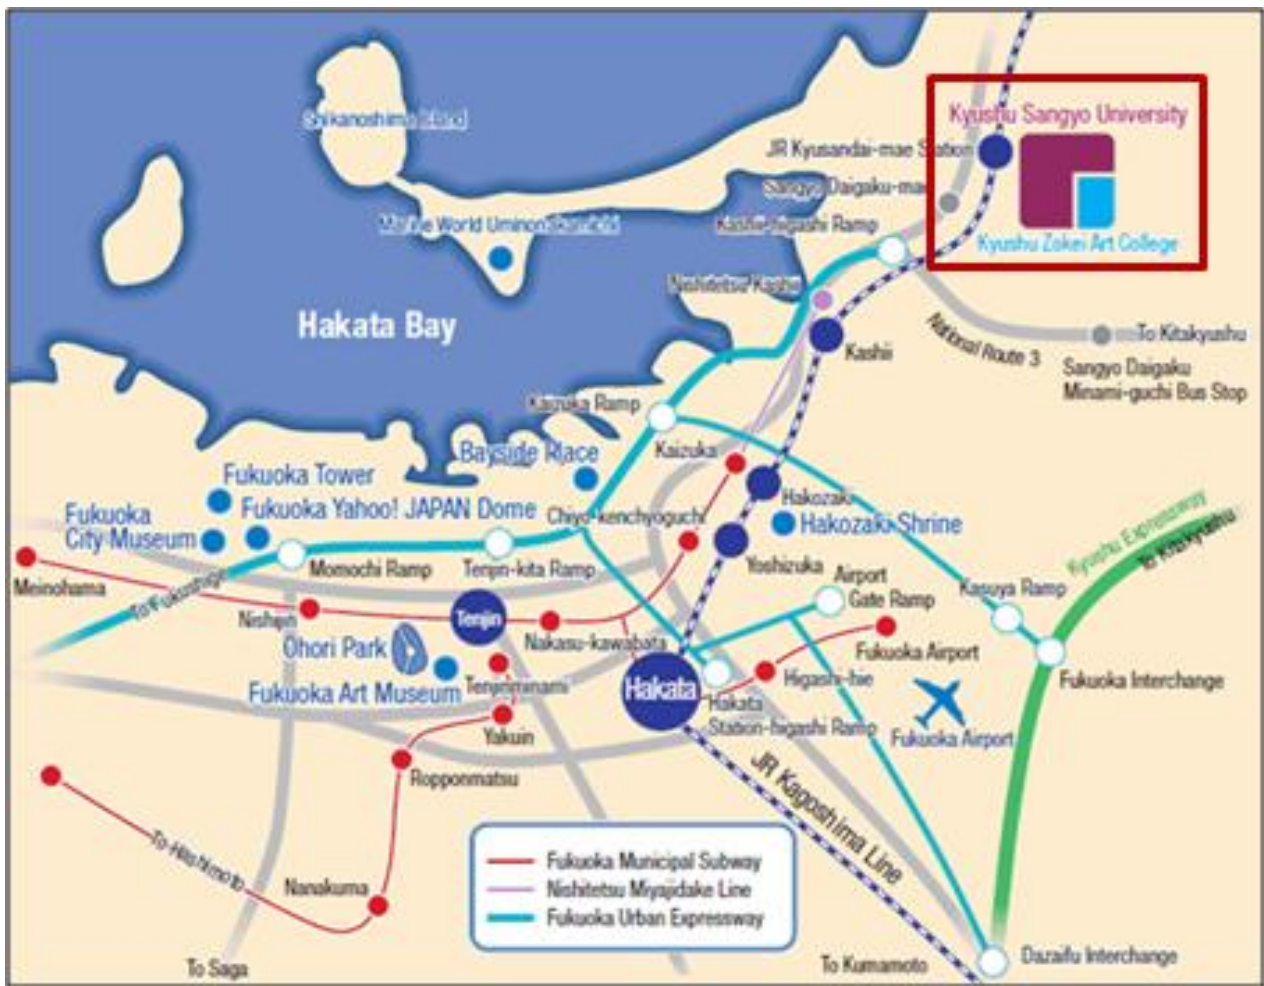 Kyushu Sangyo University
Shikanoshima Island
JR Kyusandai-mae Station
Sangyo Daigaku-mae
Marine World Uminonakamichi
Kashii-higashi Ramp
Kyushu Zokei Art College
Nishitetsu Kashii
Hakata Bay
National Route 3
To Kitakyushu
Kashii
Sangyo Daigaku
Minami-guchi Bus Stop
Kaizuka Ramp
Kaizuka
Bayside Place
Fukuoka Tower
Hakozaki
Fukuoka Yahoo! JAPAN Dome
Chiyo-kenchyoguchi
Hakozaki Shrine
Fukuoka
City Museum
Kyushu Expressway
To Kitakyushu
Momochi Ramp
Tenjin-kita Ramp
Yoshizuka
Airport
Gate Ramp
Kasuya Ramp
Meinohama
To Fukushige
Nishijin
Tenjin
Nakasu-kawabata
Fukuoka Airport
Ohori Park
Higashi-hie
Fukuoka Interchange
Fukuoka Art Museum
Tenjinminami
Hakata
Hakata
Station-higashi Ramp
Yakuin
Fukuoka Airport
Ropponmatsu
JR Kagoshima Line
To Hashimoto
Nanakuma
Fukuoka Municipal Subway
Nishitetsu Miyajidake Line
Fukuoka Urban Expressway
To Saga
To Kumamoto
Dazaifu Interchange